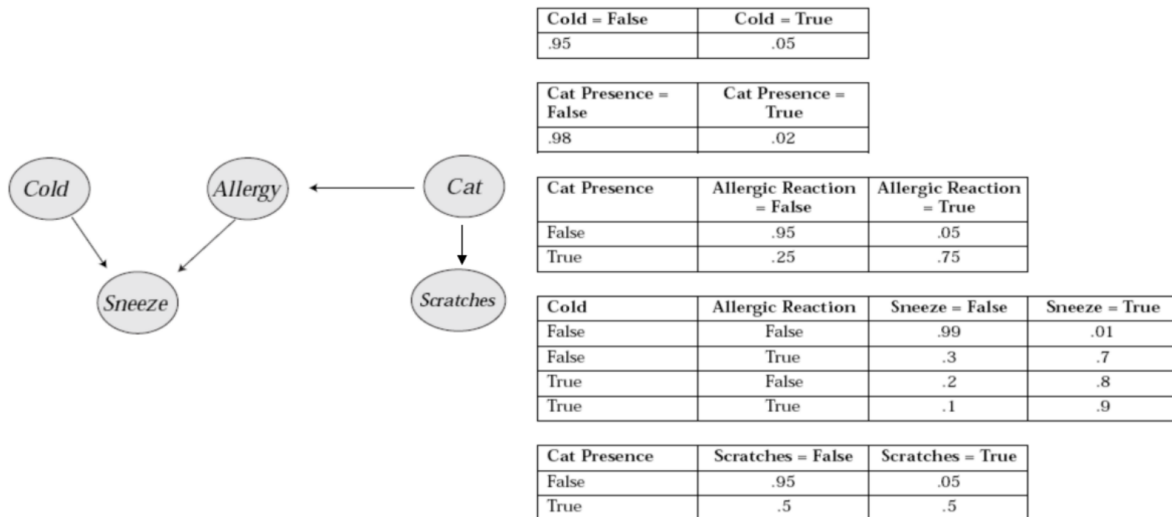 Cold = False Cold = True
.95 .05
Cat Presence = Cat Presence =
False True
.98 .02
Cold Allergy Cat
Sneeze Scratches
Cat Presence Allergic Reaction Allergic Reaction
= False = True
False .95 .05
True .25 .75
Cold Allergic Reaction Sneeze = False Sneeze = True
False False .99 .01
False True .3 .7
True False .2 .8
True True .1 .9
Cat Presence Scratches = False Scratches = True
False .95 .05
True .5 .5